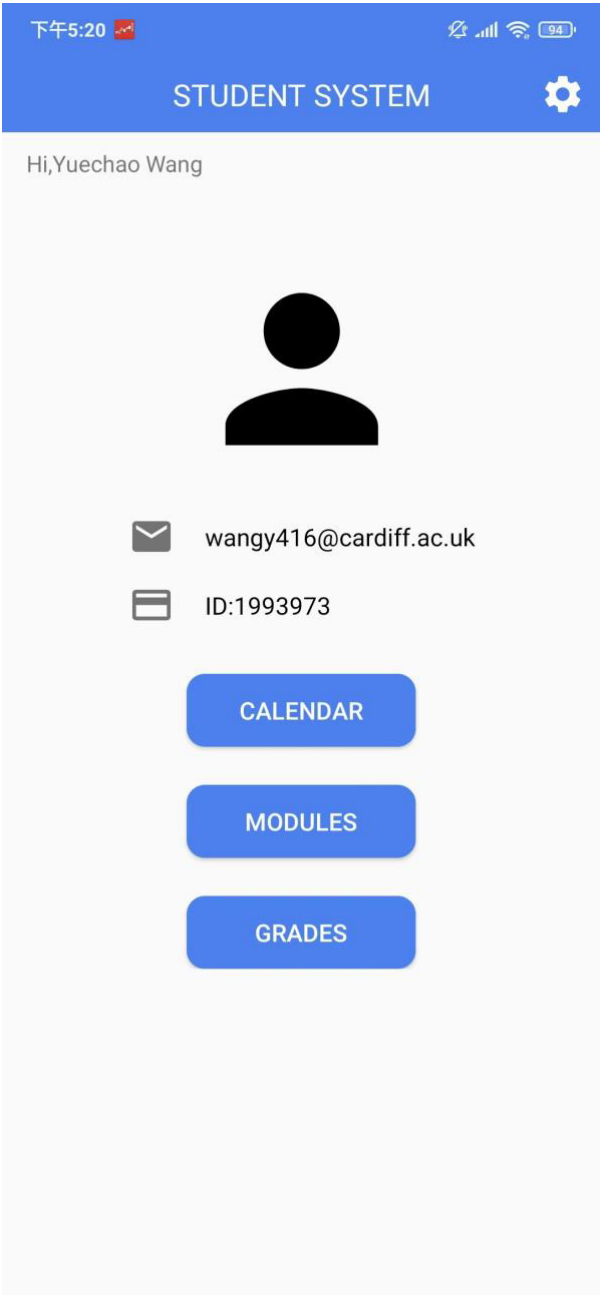 下午5:20 94
STUDENT SYSTEM
Hi,Yuechao Wang
wangy416@cardiff.ac.uk
ID:1993973
CALENDAR
MODULES
GRADES